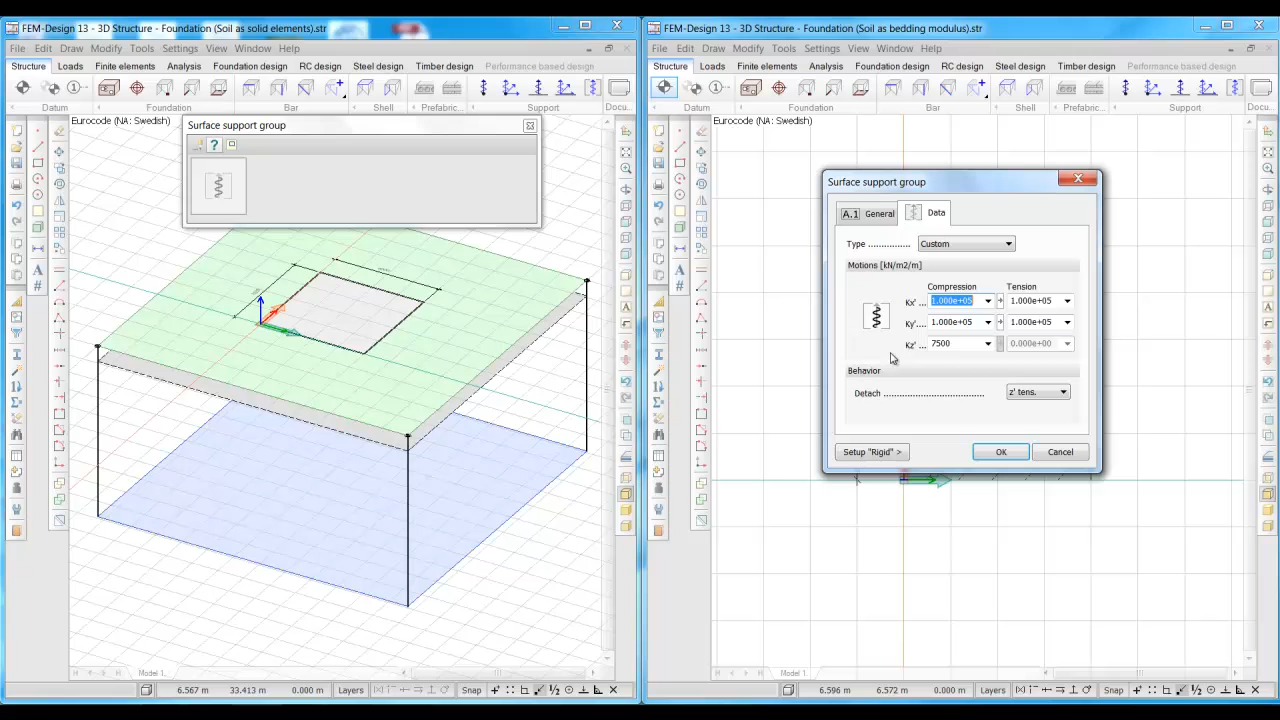 FEM-Design 13 - 3D Structure - Foundation (Soil as solid elements).str
File Edit Draw Modify Tools Settings View Window Help
Structure Loads Finite elements Analysis Foundation design RC design Steel design Timber design Performance based design
Datum Foundation Bar Shell Prefabric... Support Docu...
Eurocode (NA: Swedish)
Surface support group
Model 1
6.567 m 33.413 m 0.000 m Layers Snap
FEM-Design 13 - 3D Structure - Foundation (Soil as bedding modulus).str
File Edit Draw Modify Tools Settings View Window Help
Structure Loads Finite elements Analysis Foundation design RC design Steel design Timber design Performance based design
Datum Foundation Bar Shell Prefabric... Support Docu...
Eurocode (NA: Swedish)
Surface support group
A.1 General Data
Type ................ Custom
Motions [kN/m2/m]
Compression Tension
Kx' ... 1.000e+05 1.000e+05
Ky'.... 1.000e+05 1.000e+05
Kz' ... 7500 0.000e+00
Behavior
Detach ..................................... z' tens.
Setup "Rigid" > OK Cancel
Model 1
6.596 m 6.572 m 0.000 m Layers Snap